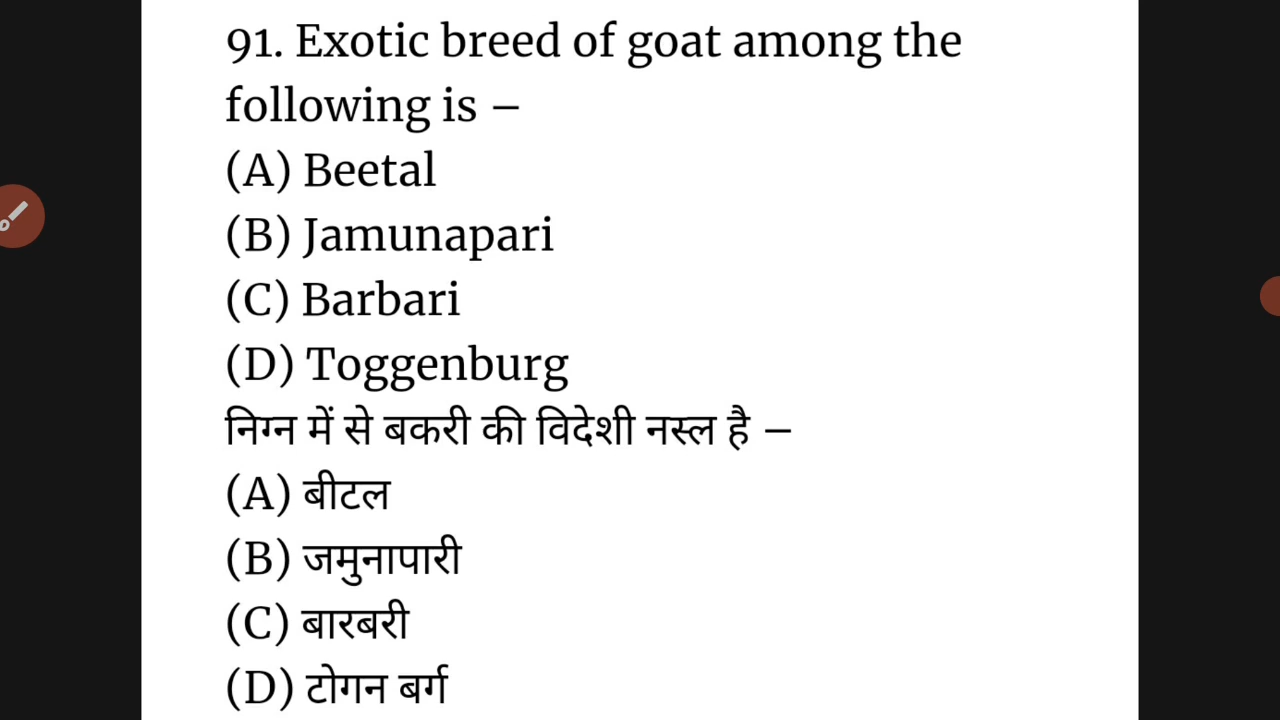 91. Exotic breed of goat among the
following is –
(A) Beetal
(B) Jamunapari
(C) Barbari
(D) Toggenburg
निग्न में से बकरी की विदेशी नस्ल है –
(A) बीटल
(B) जमुनापारी
(C) बारबरी
(D) टोगन बर्ग